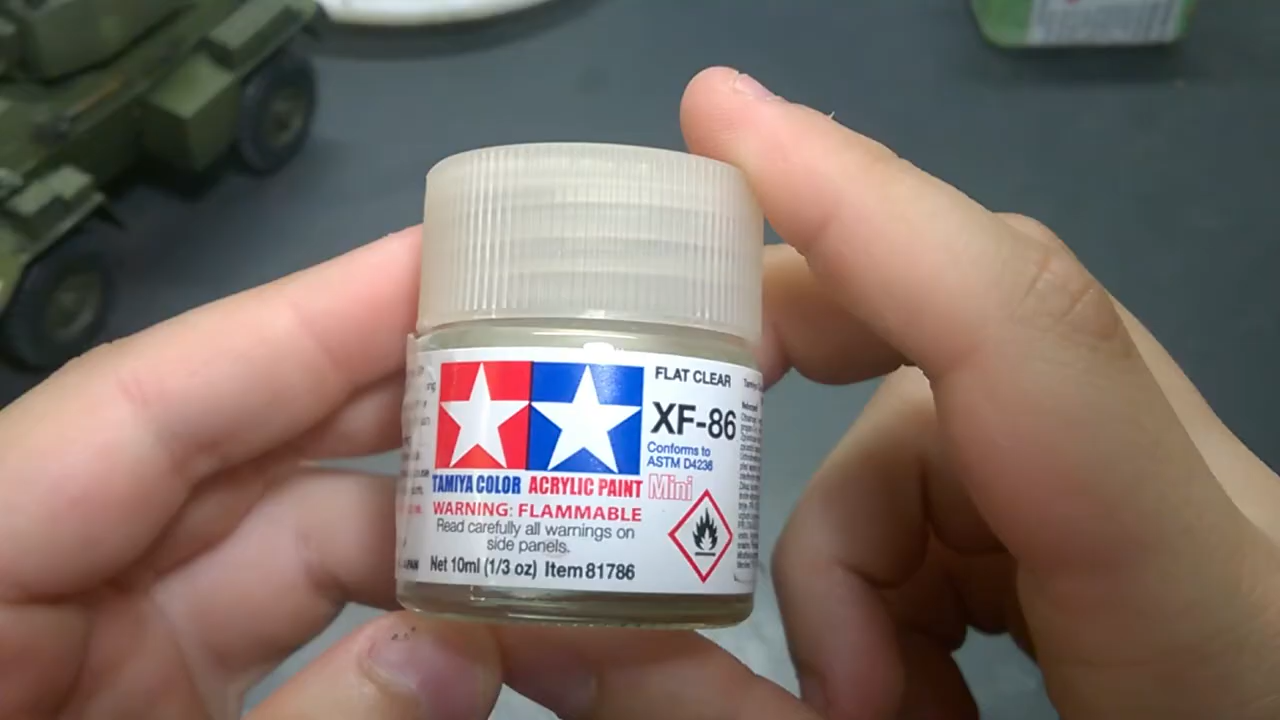 FLAT CLEAR
XF-86
Conforms to
ASTM D4236
TAMIYA COLOR ACRYLIC PAINT Mini
WARNING: FLAMMABLE
Read carefully all warnings on
side panels.
Net 10ml (1/3 oz) Item 81786